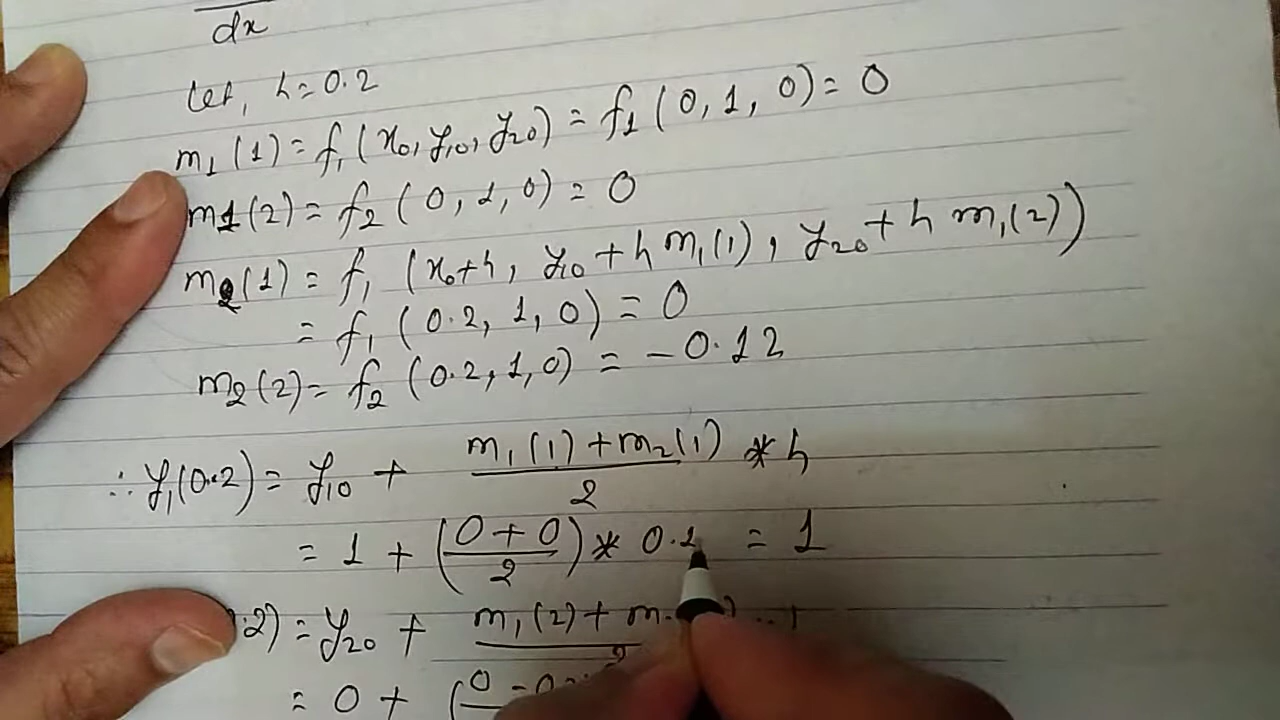 dx
Let, h=0.2
m1(1) = f1(x0, y10, y20) = f1(0, 1, 0) = 0
m1(2) = f2(0, 1, 0) = 0
m2(1) = f1(x0+h, y10+h m1(1), y20+h m1(2))
= f1(0.2, 1, 0) = 0
m2(2) = f2(0.2, 1, 0) = -0.12
∴ y1(0.2) = y10 + (m1(1)+m2(1))/2 * h
= 1 + ((0+0)/2) * 0.2 = 1
.2) = y20 + m1(2) + m
= 0 + (0 - 0